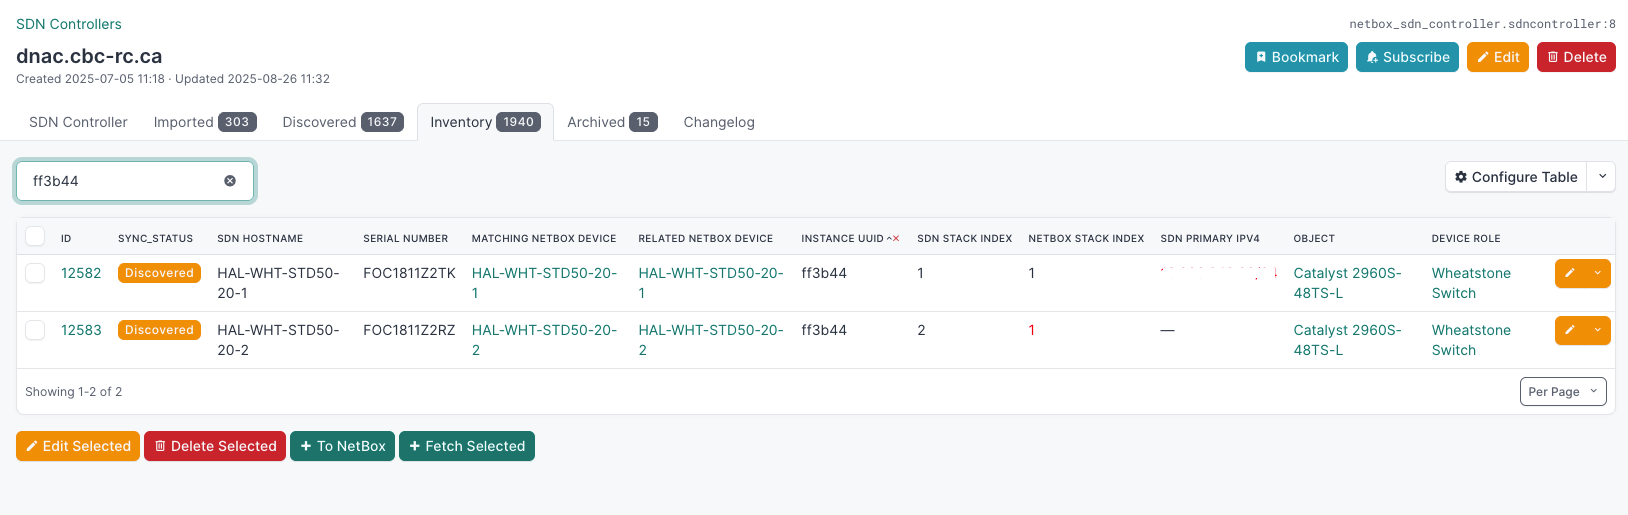 SDN Controllers
netbox_sdn_controller.sdncontroller:8
dnac.cbc-rc.ca
Bookmark Subscribe Edit Delete
Created 2025-07-05 11:18 · Updated 2025-08-26 11:32
SDN Controller Imported 303 Discovered 1637 Inventory 1940 Archived 15 Changelog
ff3b44
Configure Table
ID SYNC_STATUS SDN HOSTNAME SERIAL NUMBER MATCHING NETBOX DEVICE RELATED NETBOX DEVICE INSTANCE UUID SDN STACK INDEX NETBOX STACK INDEX SDN PRIMARY IPV4 OBJECT DEVICE ROLE
12582 Discovered HAL-WHT-STD50- FOC1811Z2TK HAL-WHT-STD50-20- HAL-WHT-STD50-20- ff3b44 1 1 Catalyst 2960S- Wheatstone
20-1 1 1 48TS-L Switch
12583 Discovered HAL-WHT-STD50- FOC1811Z2RZ HAL-WHT-STD50-20- HAL-WHT-STD50-20- ff3b44 2 1 — Catalyst 2960S- Wheatstone
20-2 2 2 48TS-L Switch
Showing 1-2 of 2
Per Page
Edit Selected Delete Selected + To NetBox + Fetch Selected